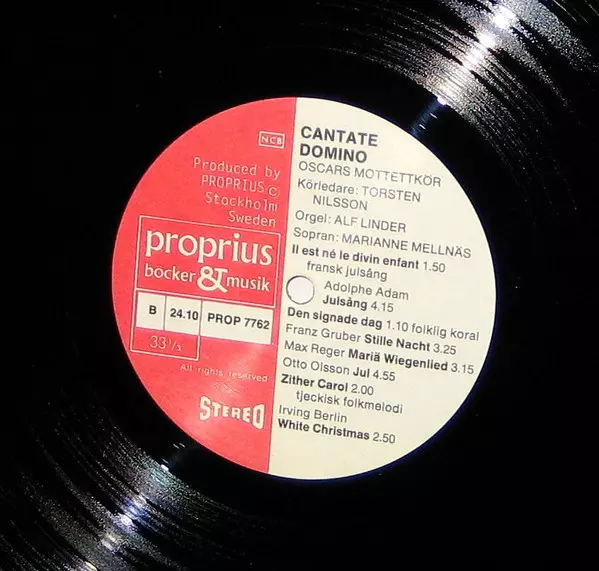 NCB
Produced by
PROPRIUS ©
Stockholm
Sweden
proprius
böcker & musik
B 24.10 PROP 7762
33 1/3
All rights reserved
STEREO
CANTATE
DOMINO
OSCARS MOTTETTKÖR
Körledare: TORSTEN
NILSSON
Orgel: ALF LINDER
Sopran: MARIANNE MELLNÄS
Il est né le divin enfant 1.50
fransk julsång
Adolphe Adam
Julsång 4.15
Den signade dag 1.10 folklig koral
Franz Gruber Stille Nacht 3.25
Max Reger Mariä Wiegenlied 3.15
Otto Olsson Jul 4.55
Zither Carol 2.00
tjeckisk folkmelodi
Irving Berlin
White Christmas 2.50